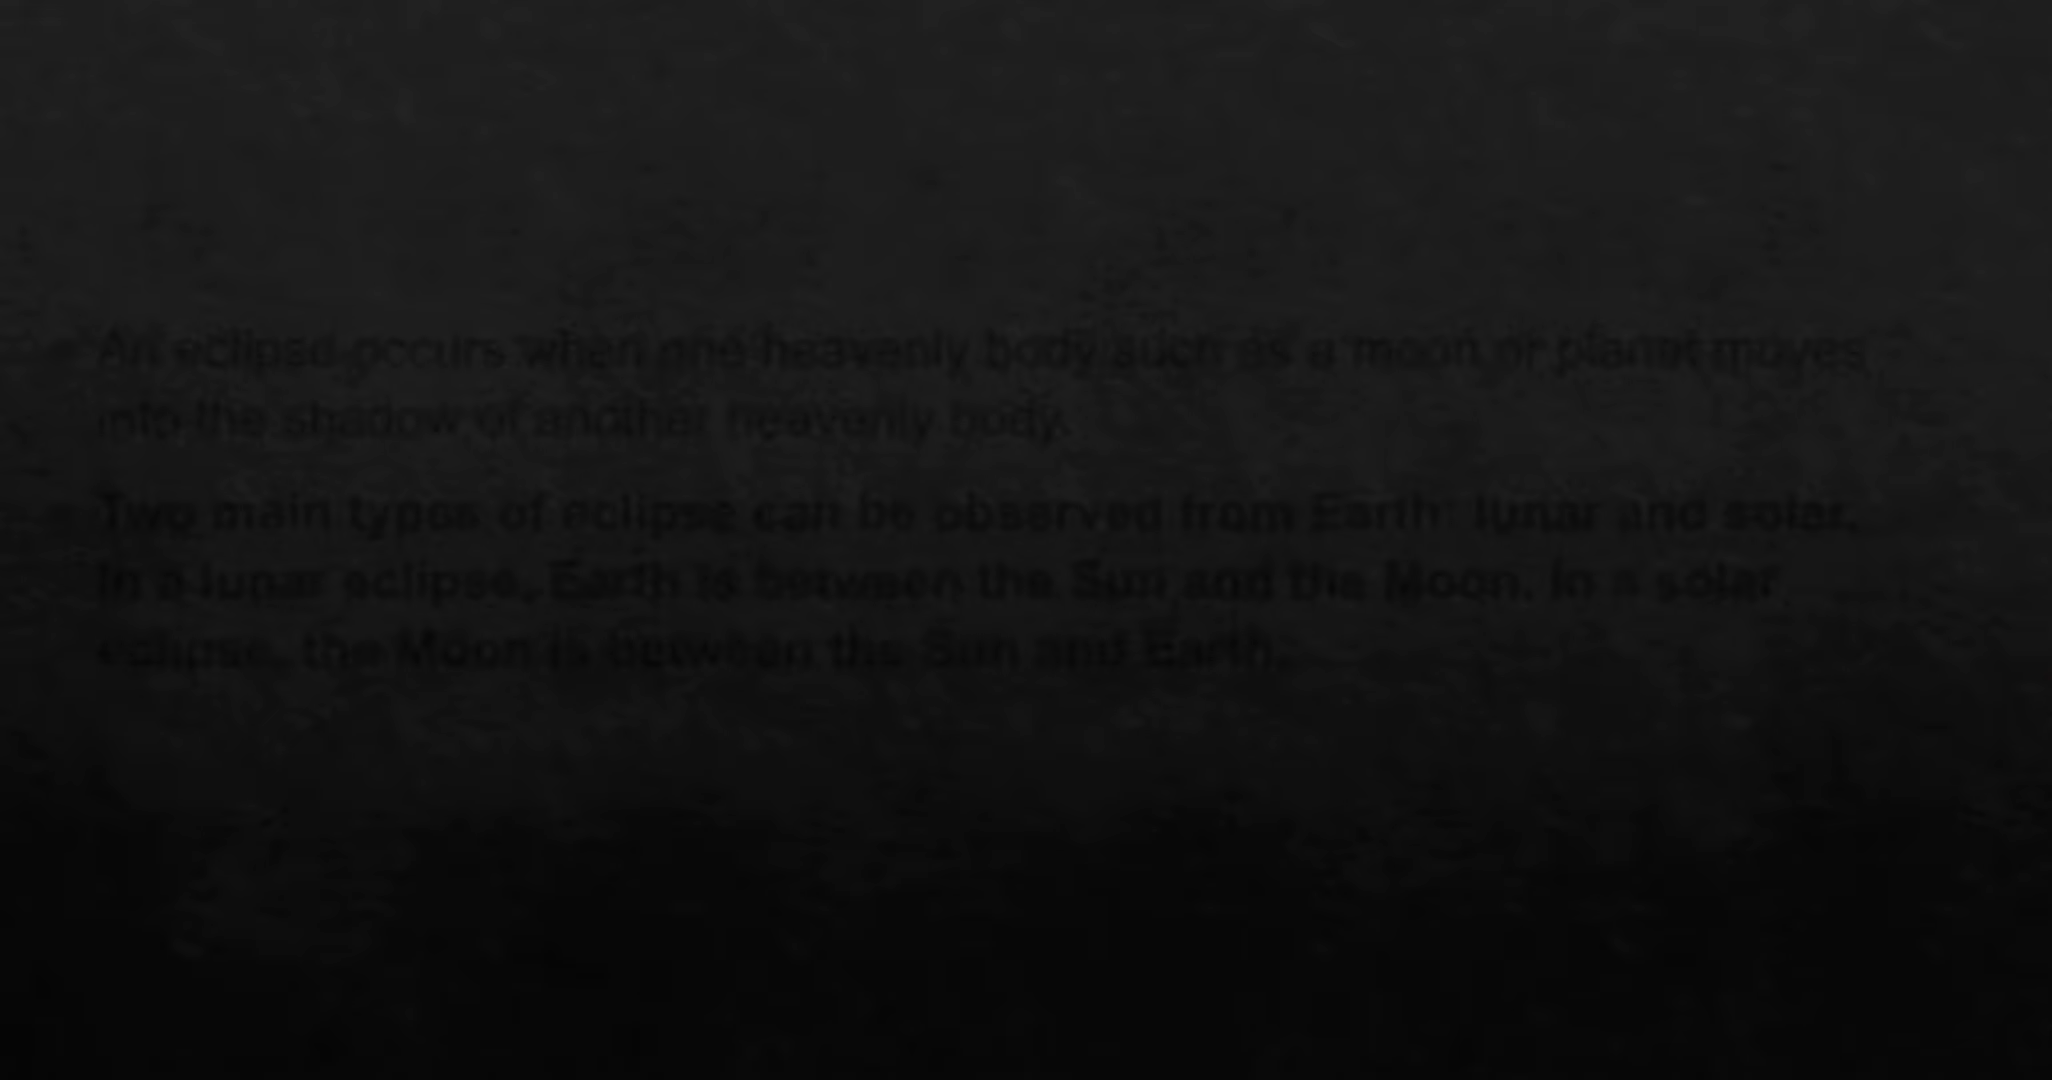 An eclipse occurs when one heavenly body such as a moon or planet moves
into the shadow of another heavenly body.
Two main types of eclipse can be observed from Earth: lunar and solar.
In a lunar eclipse, Earth is between the Sun and the Moon. In a solar
eclipse, the Moon is between the Sun and Earth.